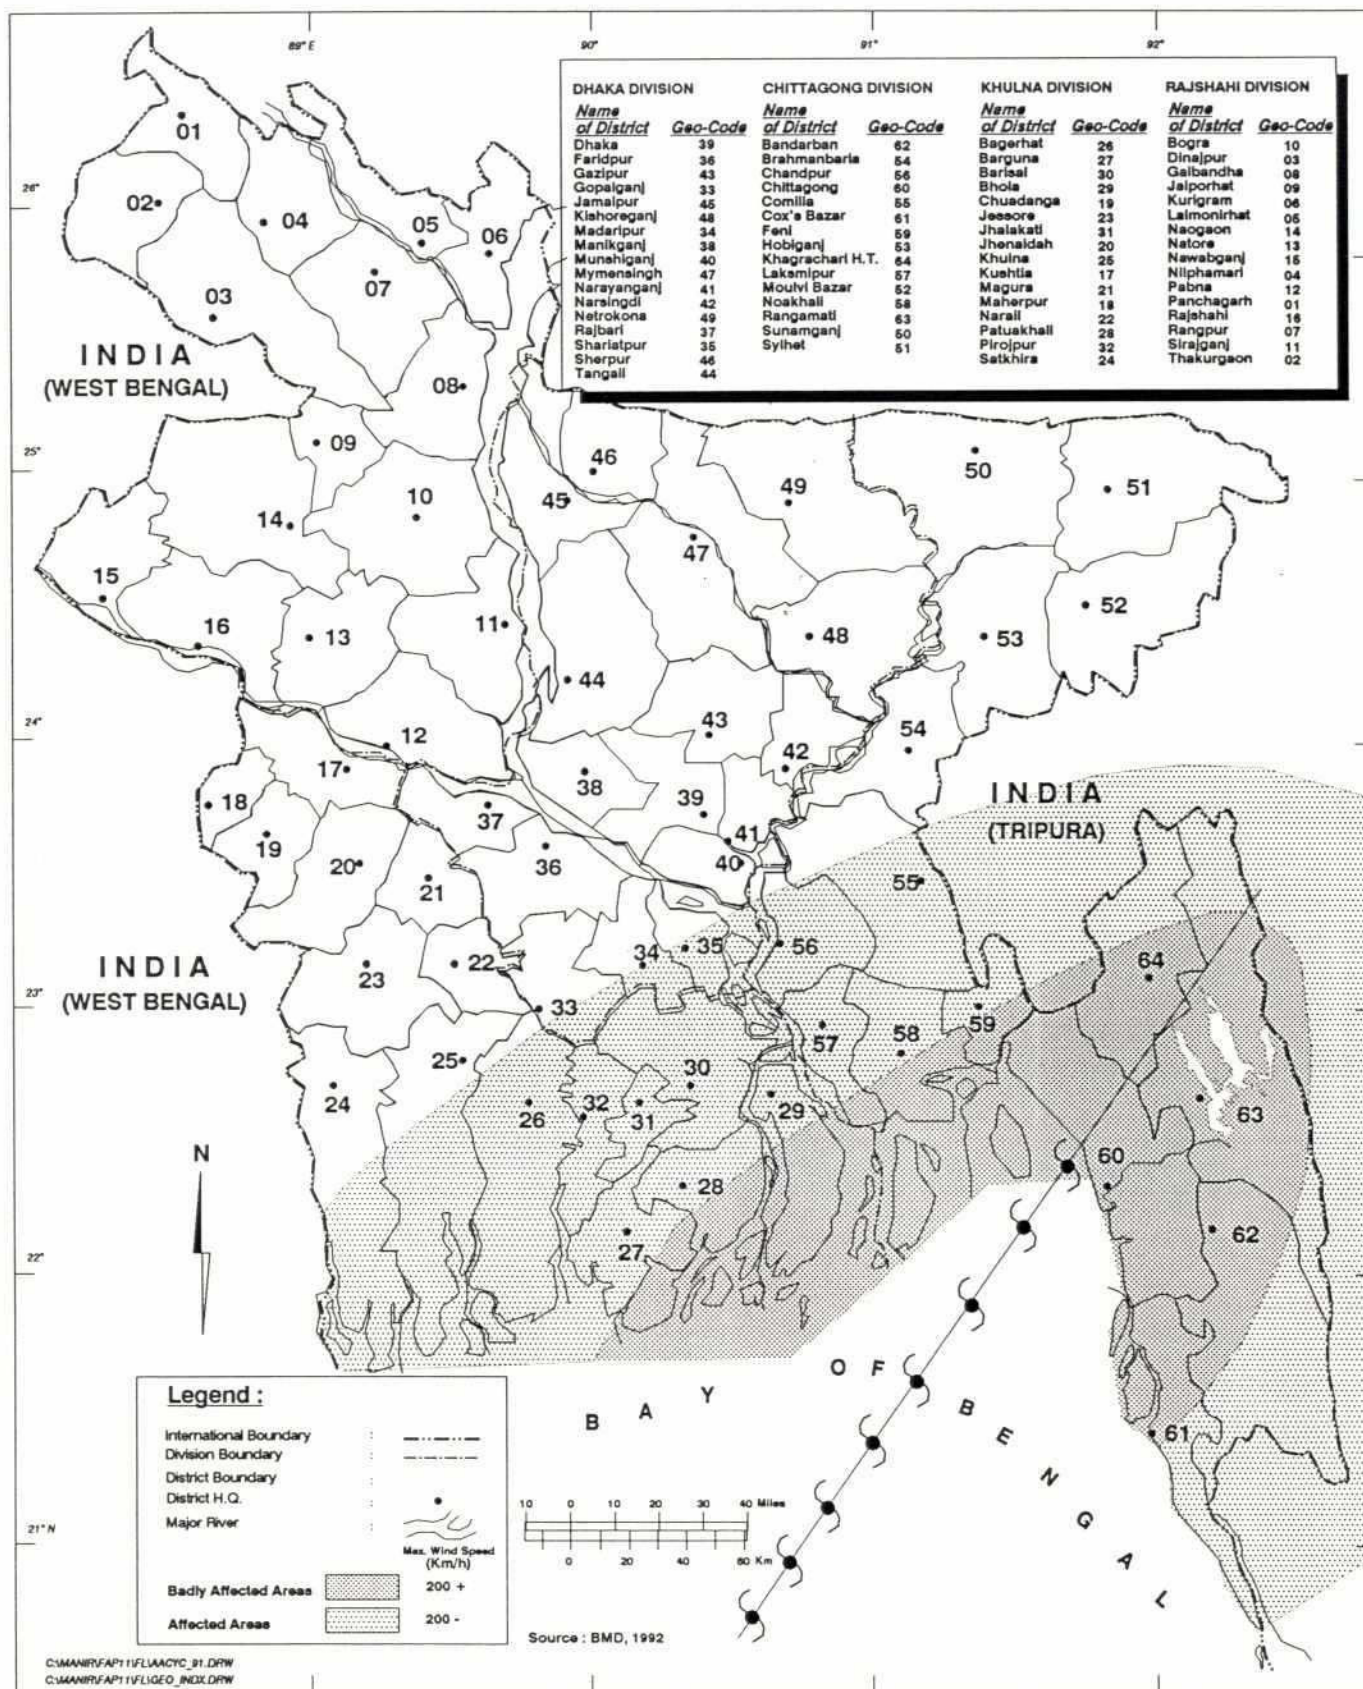 89° E 90° 91° 92°
DHAKA DIVISION CHITTAGONG DIVISION KHULNA DIVISION RAJSHAHI DIVISION
Name of District Geo-Code Name of District Geo-Code Name of District Geo-Code Name of District Geo-Code
Dhaka 39 Bandarban 62 Bagerhat 26 Bogra 10
Faridpur 36 Brahmanbaria 54 Barguna 27 Dinajpur 03
Gazipur 43 Chandpur 56 Barisal 30 Gaibandha 08
Gopalganj 33 Chittagong 60 Bhola 29 Jaiporhat 09
Jamalpur 45 Comilla 55 Chuadanga 19 Kurigram 06
Kishoreganj 48 Cox's Bazar 61 Jessore 23 Lalmonirhat 05
Madaripur 34 Feni 59 Jhalakati 31 Naogaon 14
Manikganj 38 Hobiganj 53 Jhenaidah 20 Natore 13
Munshiganj 40 Khagrachari H.T. 64 Khulna 25 Nawabganj 15
Mymensingh 47 Laksmipur 57 Kushtia 17 Nilphamari 04
Narayanganj 41 Moulvi Bazar 52 Magura 21 Pabna 12
Narsingdi 42 Noakhali 58 Maherpur 18 Panchagarh 01
Netrokona 49 Rangamati 63 Narail 22 Rajshahi 16
Rajbari 37 Sunamganj 50 Patuakhali 28 Rangpur 07
Shariatpur 35 Sylhet 51 Pirojpur 32 Sirajganj 11
Sherpur 46 Satkhira 24 Thakurgaon 02
Tangail 44
01
26°
02
04
05
06
07
03
INDIA
(WEST BENGAL)
08
25°
09
46
50
51
10
45
49
14
47
15
52
16
13
11
48
53
44
24°
12
43
54
42
17
38
18
39
INDIA
(TRIPURA)
37
41
19
20
36
40
21
55
INDIA
(WEST BENGAL)
23
22
34
35
56
64
23°
33
59
57
58
25
30
24
26
32
31
29
63
N
60
28
62
27
22°
BAY OF BENGAL
61
Legend :
International Boundary :
Division Boundary :
District Boundary :
District H.Q. :
Major River :
Max. Wind Speed
(Km/h)
Badly Affected Areas 200 +
Affected Areas 200 -
10 0 10 20 30 40 Miles
0 20 40 60 Km
21° N
Source : BMD, 1992
C:\MANIR\FAP11\FL\AACYC_91.DRW
C:\MANIR\FAP11\FL\GEO_INDX.DRW